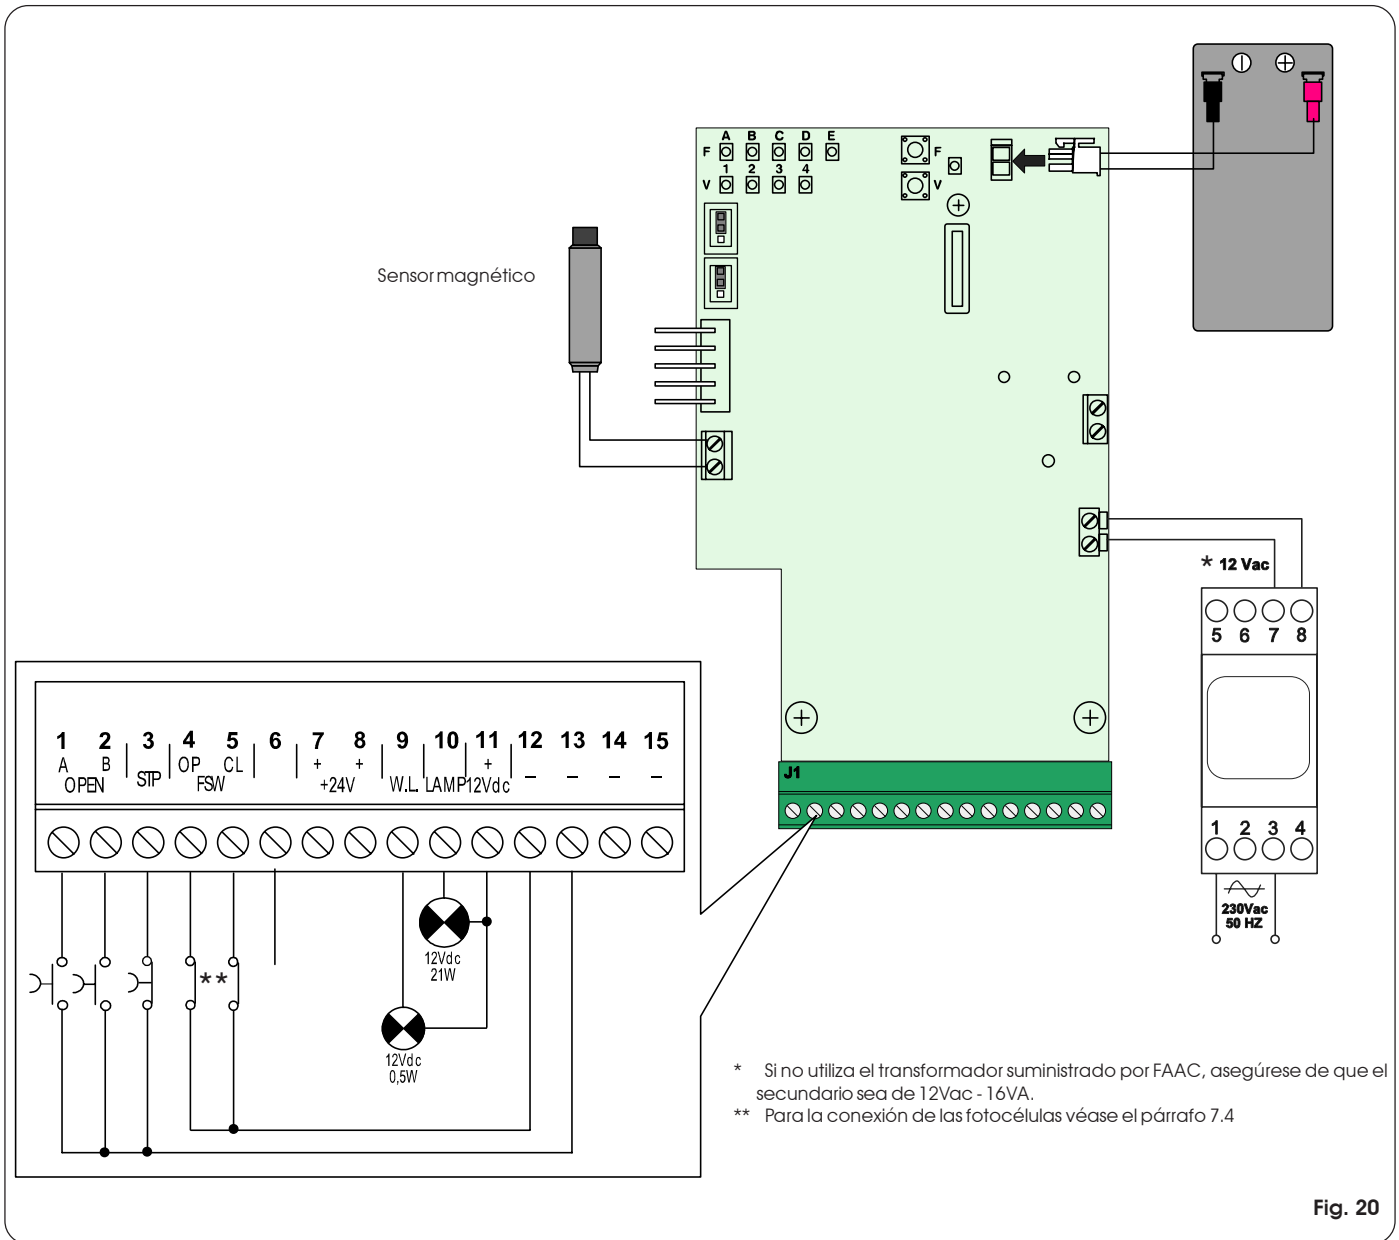 A B C D E
F
1 2 3 4
V
F
V
Sensor magnético
* 12 Vac
5 6 7 8
1 2 3 4
230Vac
50 HZ
J1
1 2 3 4 5 6 7 8 9 10 11 12 13 14 15
A B OP CL + + + – – – –
OPEN STP FSW +24V W.L. LAMP 12Vdc
**
12Vdc
21W
12Vdc
0,5W
* Si no utiliza el transformador suministrado por FAAC, asegúrese de que el
secundario sea de 12Vac - 16VA.
** Para la conexión de las fotocélulas véase el párrafo 7.4
Fig. 20